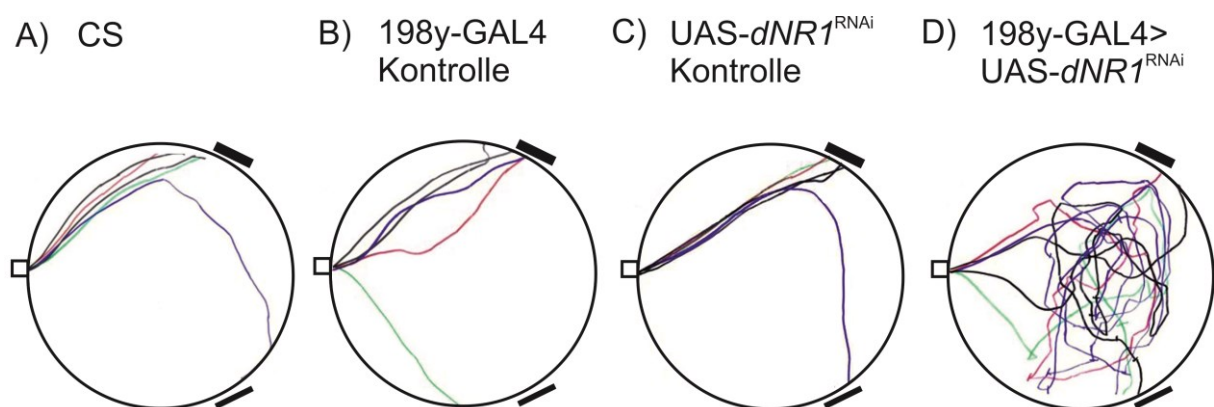 A) CS
B) 198y-GAL4
Kontrolle
C) UAS-dNR1RNAi
Kontrolle
D) 198y-GAL4>
UAS-dNR1RNAi